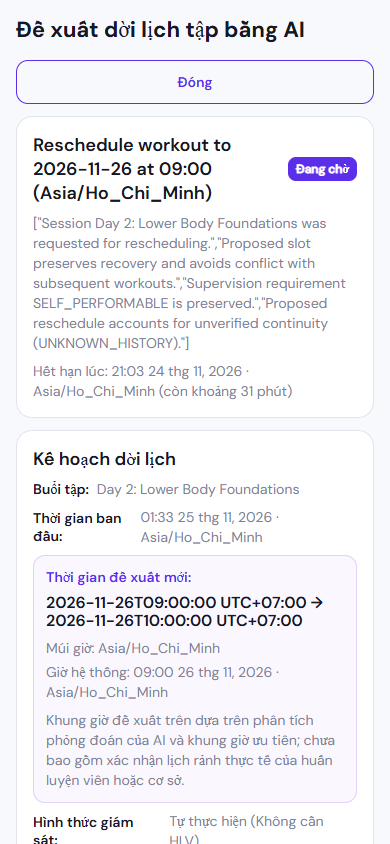 Đề xuất dời lịch tập bằng AI
Đóng
Reschedule workout to
2026-11-26 at 09:00
(Asia/Ho_Chi_Minh)
Đang chờ
["Session Day 2: Lower Body Foundations was
requested for rescheduling.","Proposed slot
preserves recovery and avoids conflict with
subsequent workouts.","Supervision requirement
SELF_PERFORMABLE is preserved.","Proposed
reschedule accounts for unverified continuity
(UNKNOWN_HISTORY)."]
Hết hạn lúc: 21:03 24 thg 11, 2026 ·
Asia/Ho_Chi_Minh (còn khoảng 31 phút)
Kế hoạch dời lịch
Buổi tập: Day 2: Lower Body Foundations
Thời gian ban
đầu:
01:33 25 thg 11, 2026 ·
Asia/Ho_Chi_Minh
Thời gian đề xuất mới:
2026-11-26T09:00:00 UTC+07:00 →
2026-11-26T10:00:00 UTC+07:00
Múi giờ: Asia/Ho_Chi_Minh
Giờ hệ thống: 09:00 26 thg 11, 2026 ·
Asia/Ho_Chi_Minh
Khung giờ đề xuất trên dựa trên phân tích
phỏng đoán của AI và khung giờ ưu tiên; chưa
bao gồm xác nhận lịch rảnh thực tế của huấn
luyện viên hoặc cơ sở.
Hình thức giám
sát:
Tự thực hiện (Không cần
HLV)